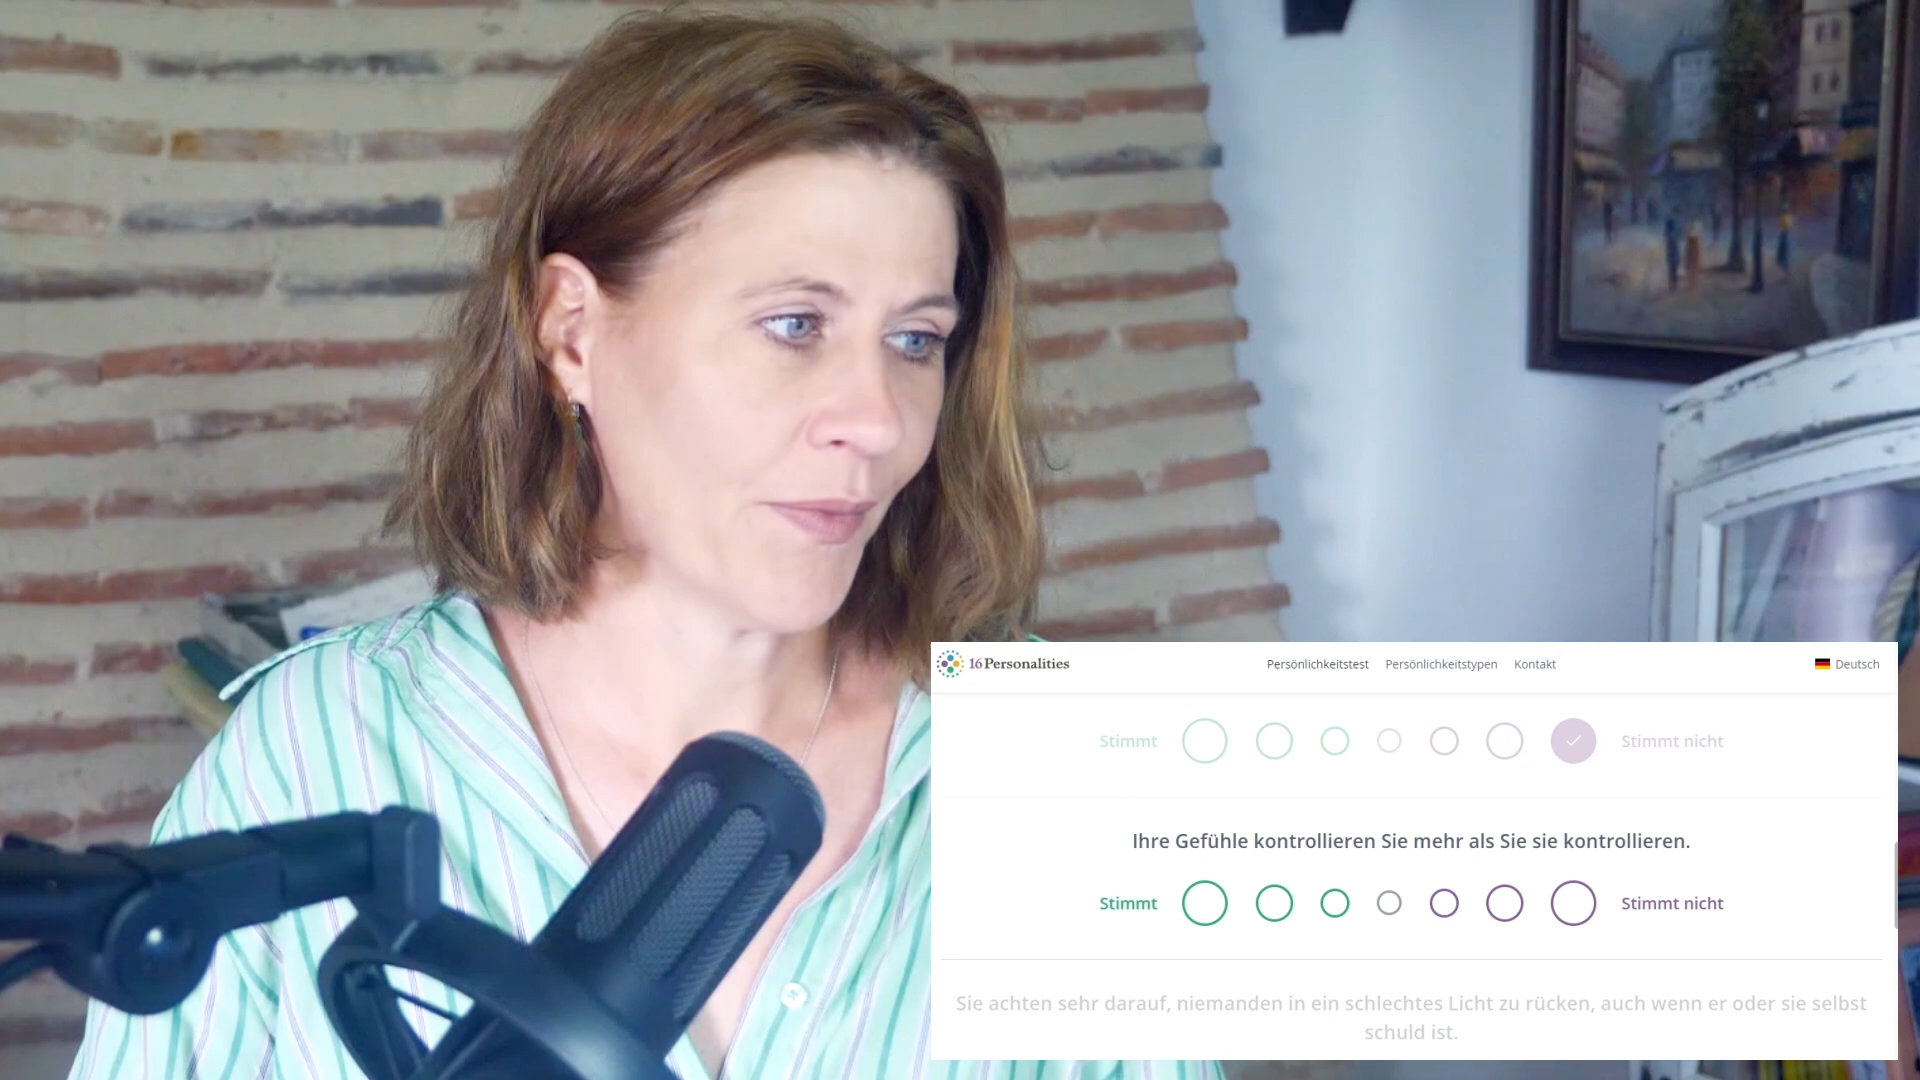 16Personalities
Persönlichkeitstest Persönlichkeitstypen Kontakt
Deutsch
Stimmt Stimmt nicht
Ihre Gefühle kontrollieren Sie mehr als Sie sie kontrollieren.
Stimmt Stimmt nicht
Sie achten sehr darauf, niemanden in ein schlechtes Licht zu rücken, auch wenn er oder sie selbst
schuld ist.